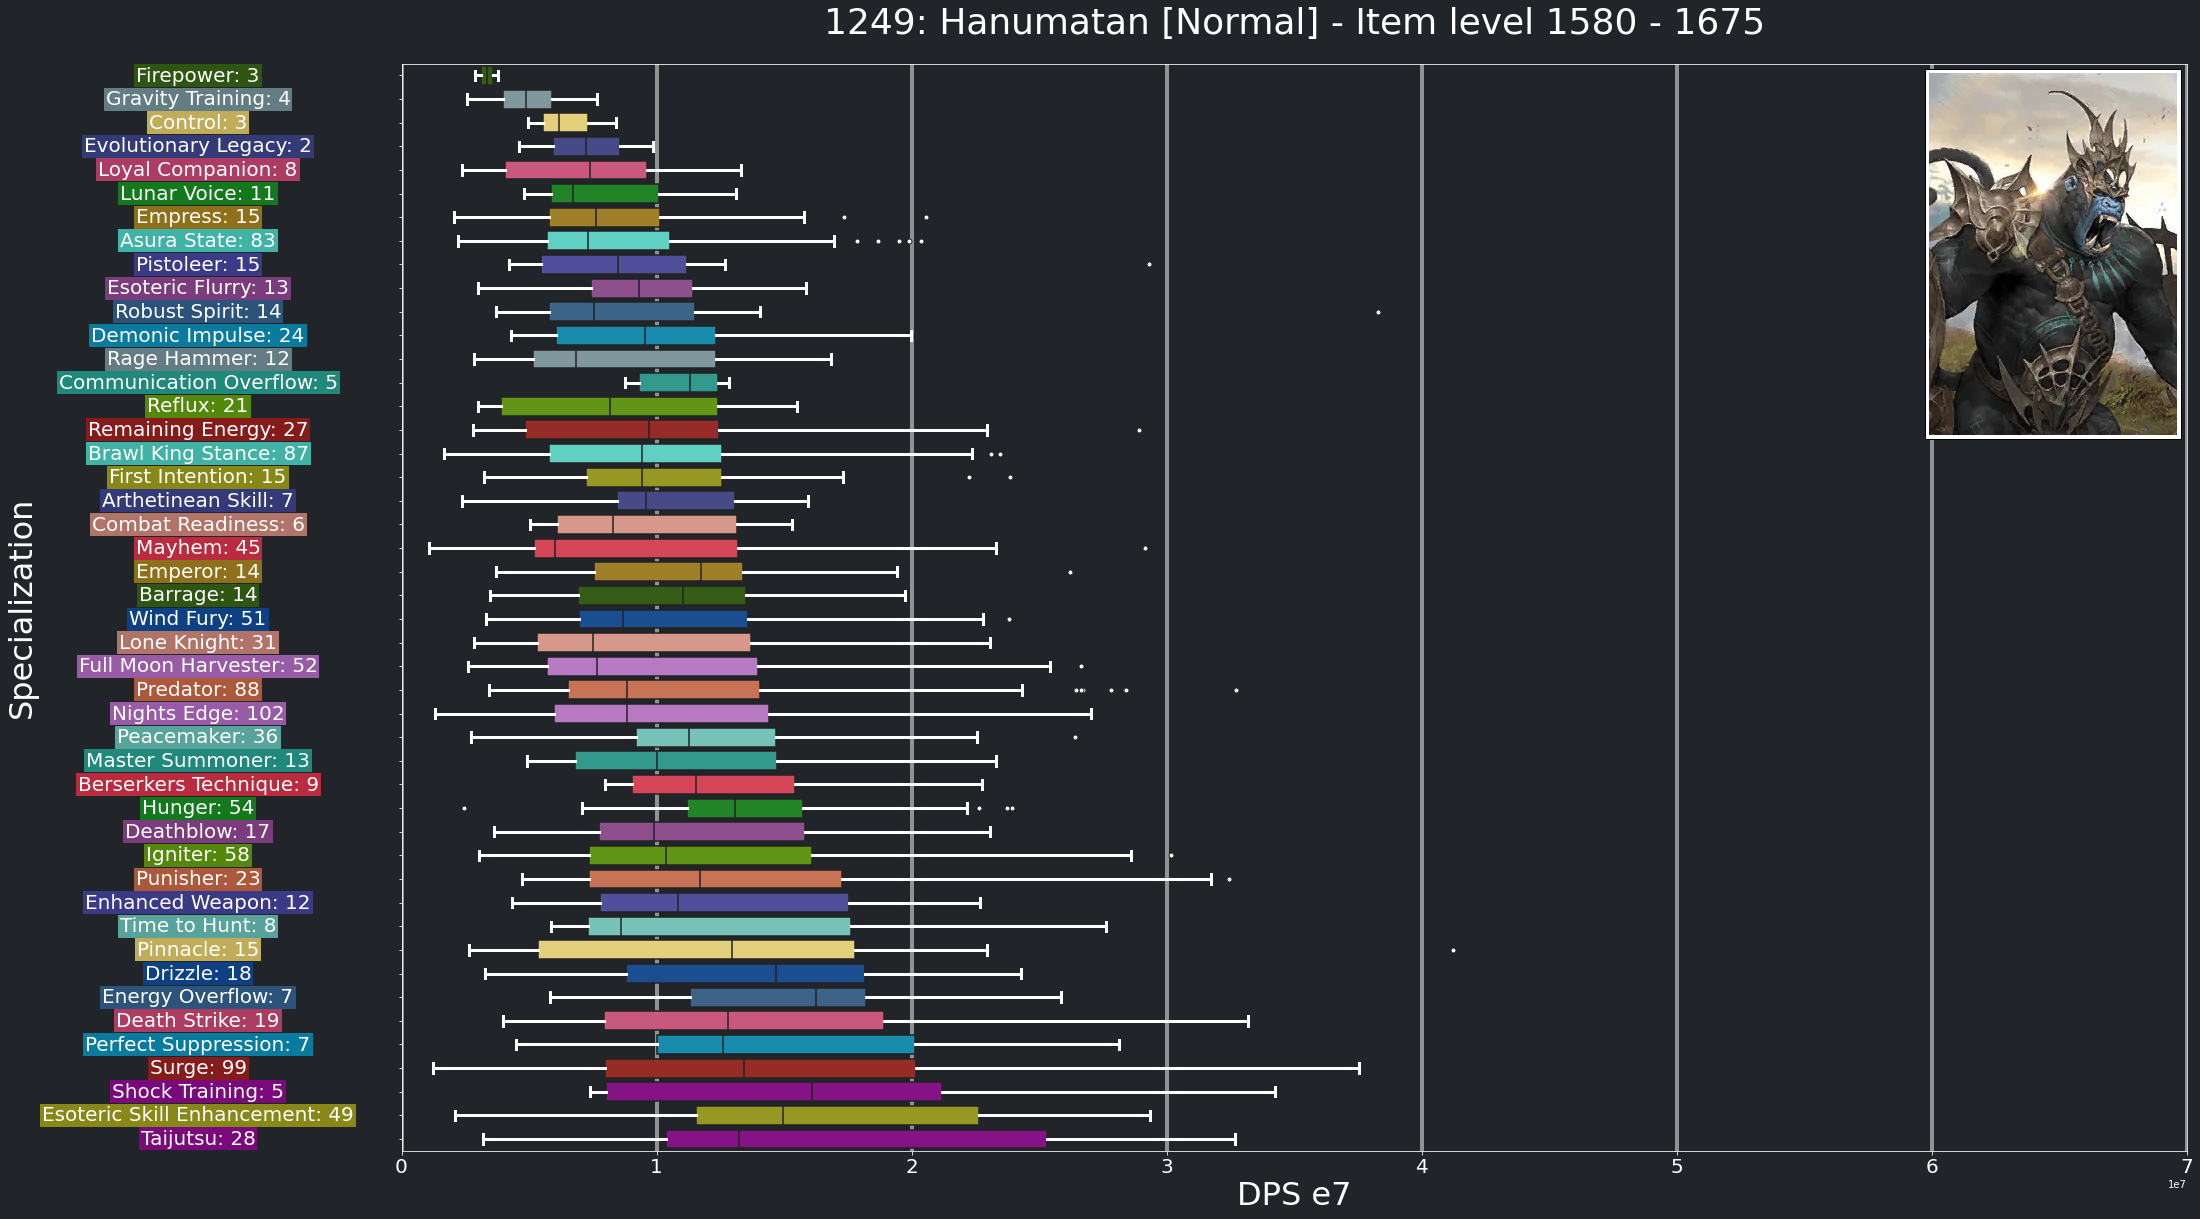 1249: Hanumatan [Normal] - Item level 1580 - 1675
Specialization
Firepower: 3
Gravity Training: 4
Control: 3
Evolutionary Legacy: 2
Loyal Companion: 8
Lunar Voice: 11
Empress: 15
Asura State: 83
Pistoleer: 15
Esoteric Flurry: 13
Robust Spirit: 14
Demonic Impulse: 24
Rage Hammer: 12
Communication Overflow: 5
Reflux: 21
Remaining Energy: 27
Brawl King Stance: 87
First Intention: 15
Arthetinean Skill: 7
Combat Readiness: 6
Mayhem: 45
Emperor: 14
Barrage: 14
Wind Fury: 51
Lone Knight: 31
Full Moon Harvester: 52
Predator: 88
Nights Edge: 102
Peacemaker: 36
Master Summoner: 13
Berserkers Technique: 9
Hunger: 54
Deathblow: 17
Igniter: 58
Punisher: 23
Enhanced Weapon: 12
Time to Hunt: 8
Pinnacle: 15
Drizzle: 18
Energy Overflow: 7
Death Strike: 19
Perfect Suppression: 7
Surge: 99
Shock Training: 5
Esoteric Skill Enhancement: 49
Taijutsu: 28
0 1 2 3 4 5 6 7
1e7
DPS e7